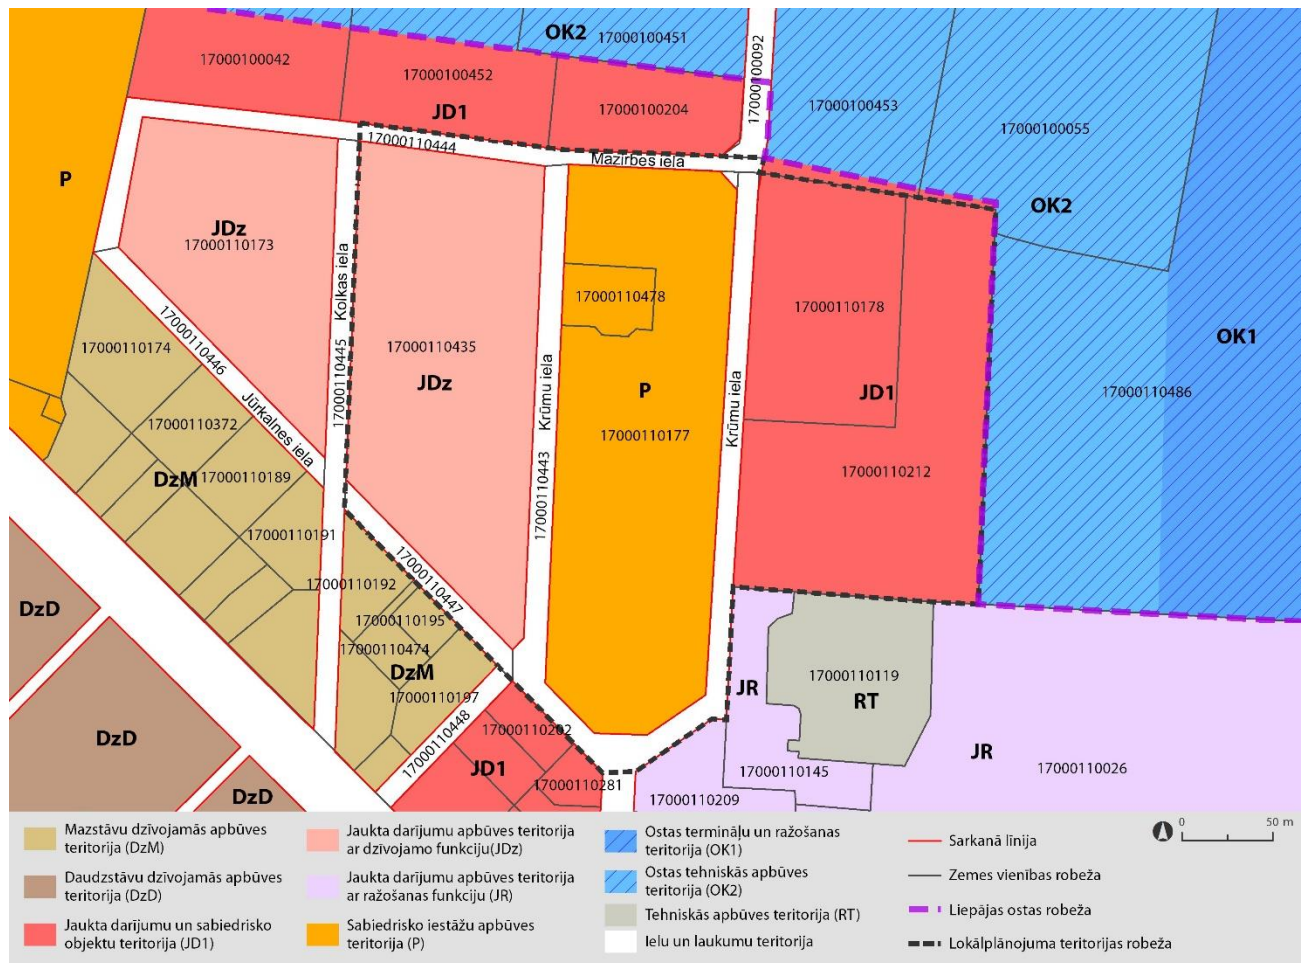 OK2
17000100451
17000100042
17000100452
17000100092
17000100204
JD1
17000100453
17000100055
17000110444
Mazirbes iela
P
OK2
JDz
17000110173
Kolkas iela
17000110445
17000110478
17000110178
17000110446
17000110174
17000110435
JDz
Krūmu iela
P
Krūmu iela
JD1
17000110486
OK1
Jūrkalnes iela
17000110372
17000110177
DzM
17000110189
17000110443
17000110212
17000110191
17000110192
17000110447
DzD
17000110195
17000110474
DzM
17000110197
17000110119
JR
RT
DzD
17000110448
17000110202
JD1
JR
17000110281
17000110145
17000110026
DzD
17000110209
Mazstāvu dzīvojamās apbūves
teritorija (DzM)
Daudzstāvu dzīvojamās apbūves
teritorija (DzD)
Jaukta darījumu un sabiedrisko
objektu teritorija (JD1)
Jaukta darījumu apbūves teritorija
ar dzīvojamo funkciju(JDz)
Jaukta darījumu apbūves teritorija
ar ražošanas funkciju (JR)
Sabiedrisko iestāžu apbūves
teritorija (P)
Ostas termināļu un ražošanas
teritorija (OK1)
Ostas tehniskās apbūves
teritorija (OK2)
Tehniskās apbūves teritorija (RT)
Ielu un laukumu teritorija
0 50 m
Sarkanā līnija
Zemes vienības robeža
Liepājas ostas robeža
Lokālplānojuma teritorijas robeža